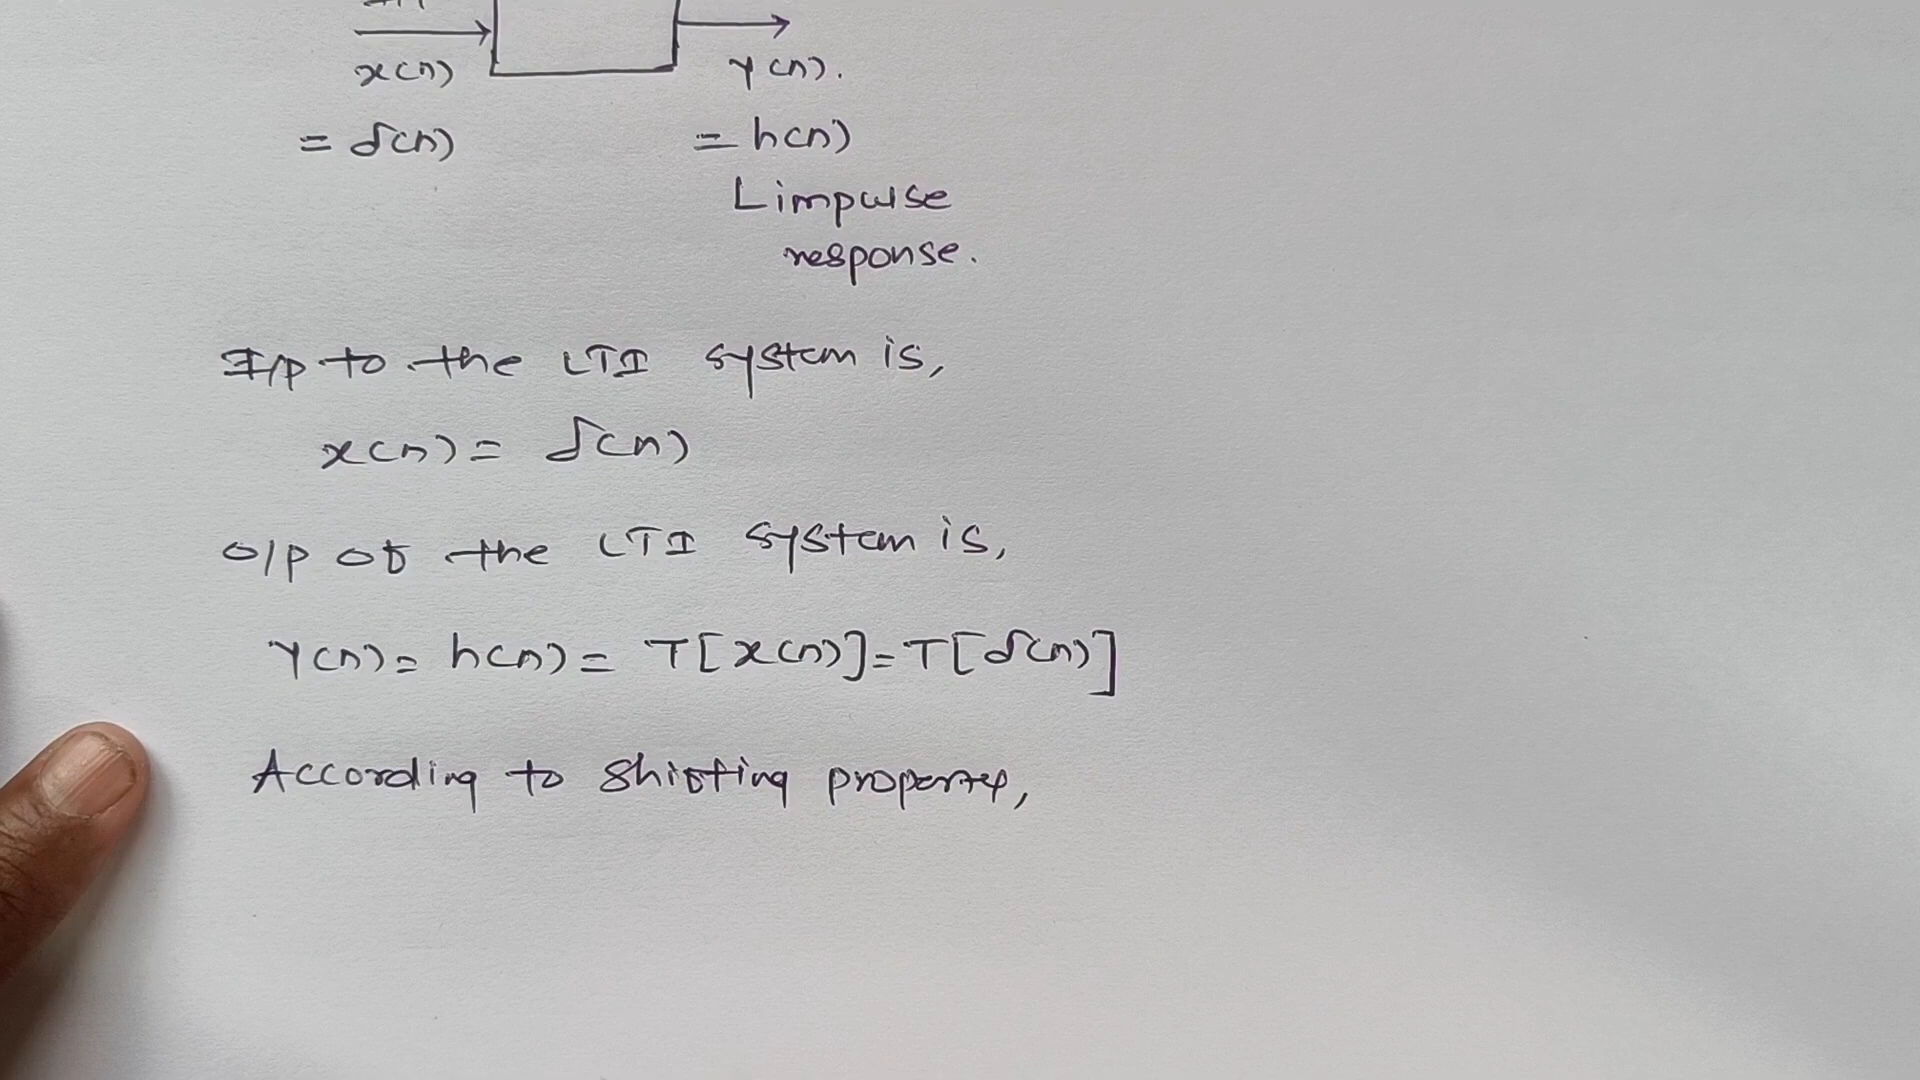 x(n) y(n).
= δ(n) = h(n)
impulse
response.
I/p to the LTI system is,
x(n) = δ(n)
o/p of the LTI system is,
y(n) = h(n) = T[x(n)] = T[δ(n)]
According to shifting property,